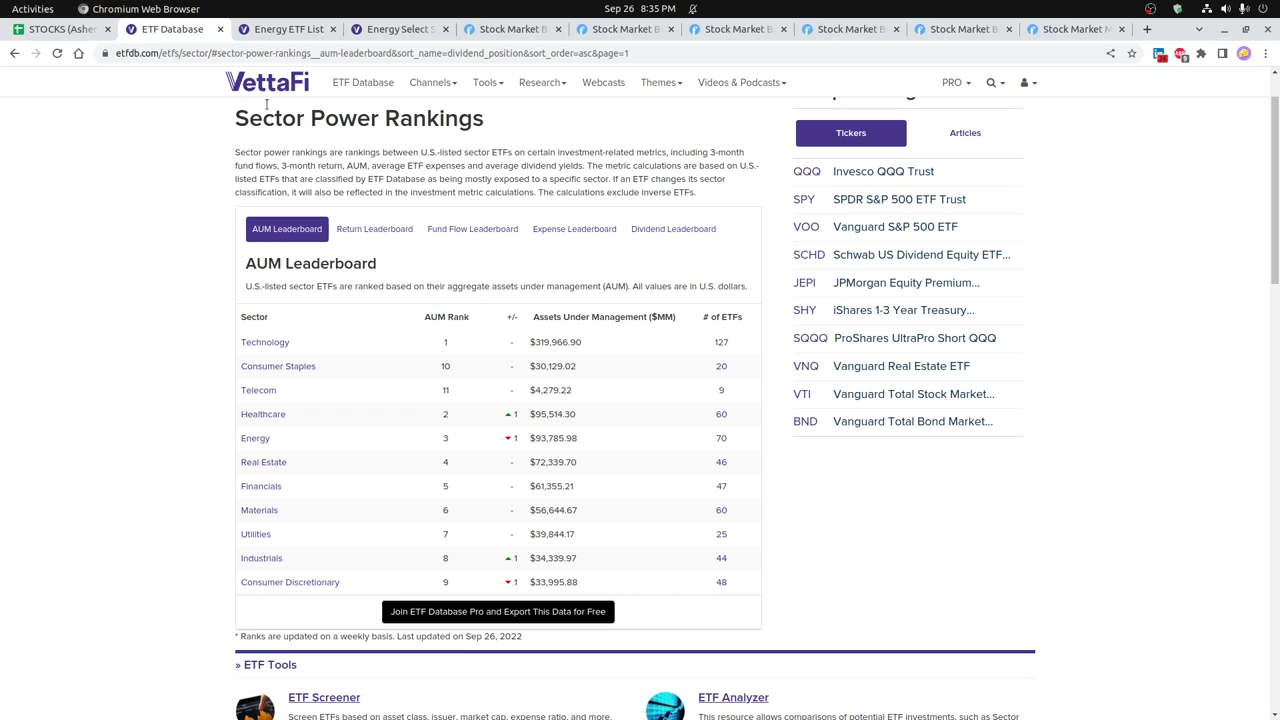 Activities
Chromium Web Browser
Sep 26 8:35 PM
STOCKS (Ashe
ETF Database
Energy ETF List
Energy Select S
Stock Market B
Stock Market B
Stock Market B
Stock Market B
Stock Market M
etfdb.com/etfs/sector/#sector-power-rankings__aum-leaderboard&sort_name=dividend_position&sort_order=asc&page=1
VettaFi
ETF Database
Channels
Tools
Research
Webcasts
Themes
Videos & Podcasts
PRO
Sector Power Rankings
Sector power rankings are rankings between U.S.-listed sector ETFs on certain investment-related metrics, including 3-month
fund flows, 3-month return, AUM, average ETF expenses and average dividend yields. The metric calculations are based on U.S.-
listed ETFs that are classified by ETF Database as being mostly exposed to a specific sector. If an ETF changes its sector
classification, it will also be reflected in the investment metric calculations. The calculations exclude inverse ETFs.
AUM Leaderboard Return Leaderboard Fund Flow Leaderboard Expense Leaderboard Dividend Leaderboard
AUM Leaderboard
U.S.-listed sector ETFs are ranked based on their aggregate assets under management (AUM). All values are in U.S. dollars.
Sector AUM Rank +/- Assets Under Management ($MM) # of ETFs
Technology 1 - $319,966.90 127
Consumer Staples 10 - $30,129.02 20
Telecom 11 - $4,279.22 9
Healthcare 2 1 $95,514.30 60
Energy 3 1 $93,785.98 70
Real Estate 4 - $72,339.70 46
Financials 5 - $61,355.21 47
Materials 6 - $56,644.67 60
Utilities 7 - $39,844.17 25
Industrials 8 1 $34,339.97 44
Consumer Discretionary 9 1 $33,995.88 48
Join ETF Database Pro and Export This Data for Free
* Ranks are updated on a weekly basis. Last updated on Sep 26, 2022
Tickers Articles
QQQ Invesco QQQ Trust
SPY SPDR S&P 500 ETF Trust
VOO Vanguard S&P 500 ETF
SCHD Schwab US Dividend Equity ETF...
JEPI JPMorgan Equity Premium...
SHY iShares 1-3 Year Treasury...
SQQQ ProShares UltraPro Short QQQ
VNQ Vanguard Real Estate ETF
VTI Vanguard Total Stock Market...
BND Vanguard Total Bond Market...
» ETF Tools
ETF Screener
Screen ETFs based on asset class, issuer, market cap, expense ratio, and more.
ETF Analyzer
This resource allows comparisons of potential ETF investments, such as Sector